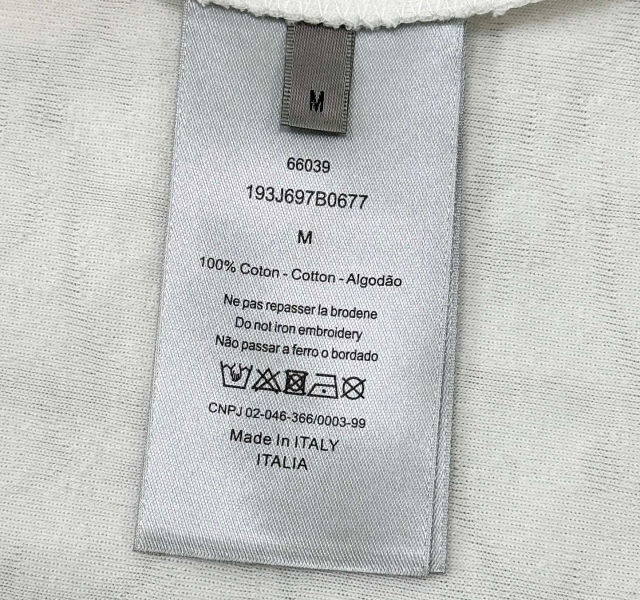 M
66039
193J697B0677
M
100% Coton - Cotton - Algodão
Ne pas repasser la brodene
Do not iron embroidery
Não passar a ferro o bordado
CNPJ 02-046-366/0003-99
Made In ITALY
ITALIA